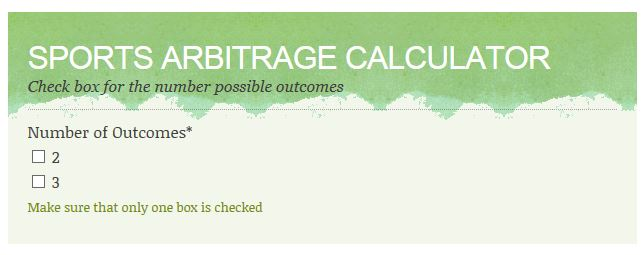 SPORTS ARBITRAGE CALCULATOR
Check box for the number possible outcomes
Number of Outcomes*
2
3
Make sure that only one box is checked